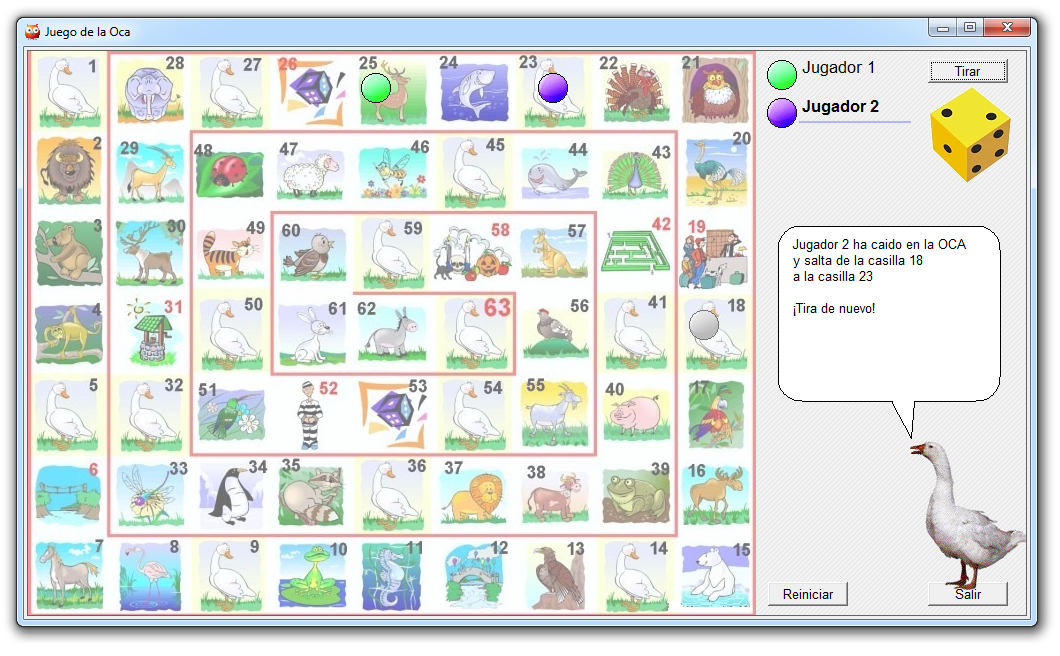 Juego de la Oca
1 28 27 26 25 24 23 22 21
2 29 48 47 46 45 44 43 20
3 30 49 60 59 58 57 42 19
4 31 50 61 62 63 56 41 18
5 32 51 52 53 54 55 40 17
6 33 34 35 36 37 38 39 16
7 8 9 10 11 12 13 14 15
Jugador 1
Jugador 2
Tirar
Jugador 2 ha caido en la OCA
y salta de la casilla 18
a la casilla 23
¡Tira de nuevo!
Reiniciar
Salir